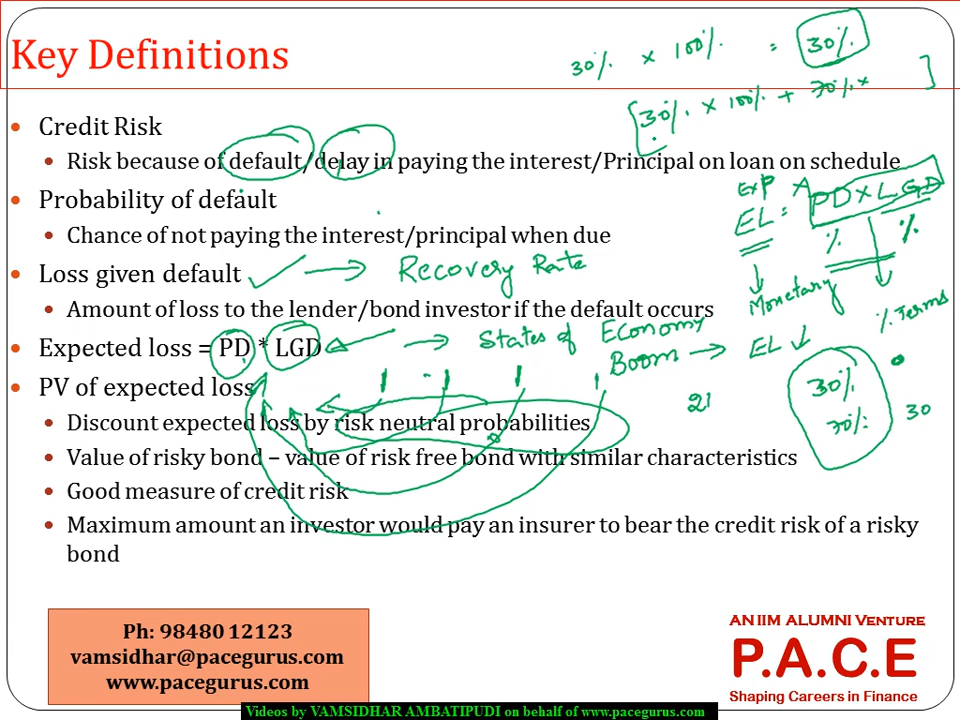 Key Definitions
30% × 100% = 30%
[30% × 100% + 70% × ]
• Credit Risk
• Risk because of default/delay in paying the interest/Principal on loan on schedule
Exp A
EL = PD×LGD
% %
• Probability of default
• Chance of not paying the interest/principal when due
• Loss given default → Recovery Rate
Monetary
% Terms
• Amount of loss to the lender/bond investor if the default occurs
• Expected loss = PD * LGD → States of Economy
Boom → EL ↓
• PV of expected loss
30%
70%
30
• Discount expected loss by risk neutral probabilities
• Value of risky bond – value of risk free bond with similar characteristics
• Good measure of credit risk
• Maximum amount an investor would pay an insurer to bear the credit risk of a risky
bond
Ph: 98480 12123
vamsidhar@pacegurus.com
www.pacegurus.com
AN IIM ALUMNI VENTURE
P.A.C.E
Shaping Careers in Finance
Videos by VAMSIDHAR AMBATIPUDI on behalf of www.pacegurus.com